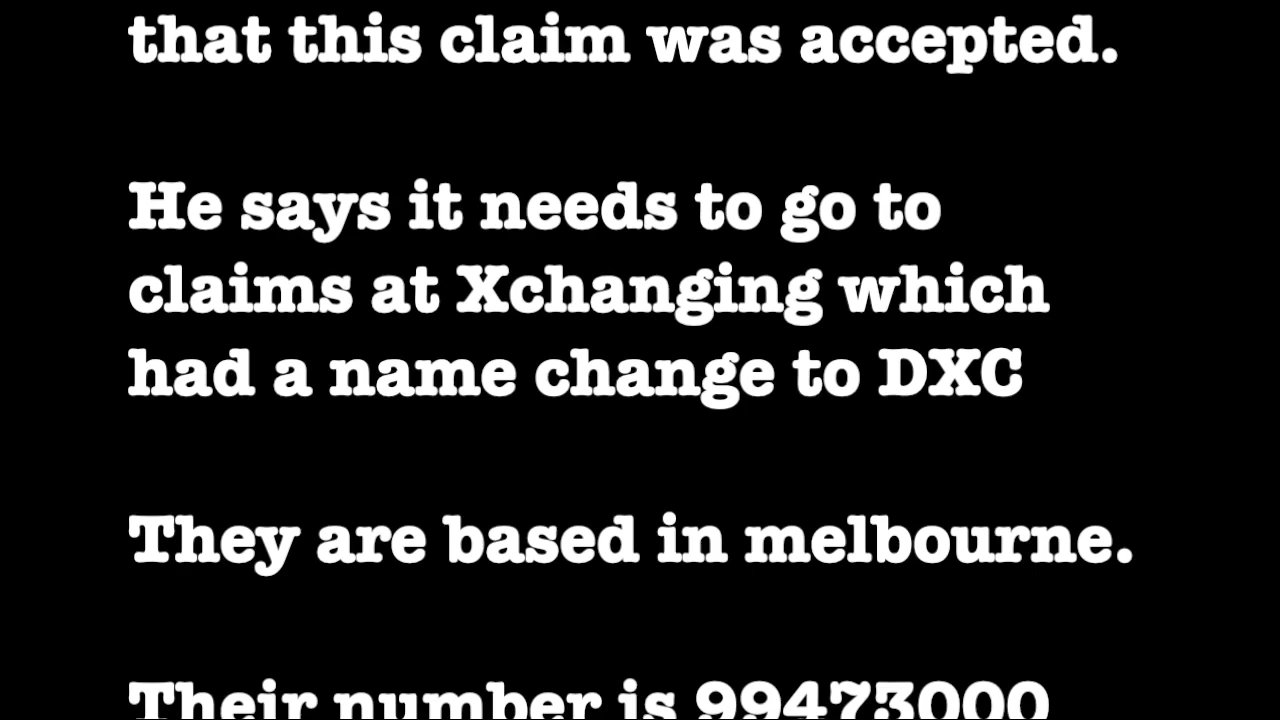 that this claim was accepted.
He says it needs to go to
claims at Xchanging which
had a name change to DXC
They are based in melbourne.
Their number is 99473000